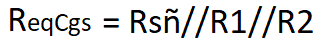 ReqCgs = Rsñ//R1//R2